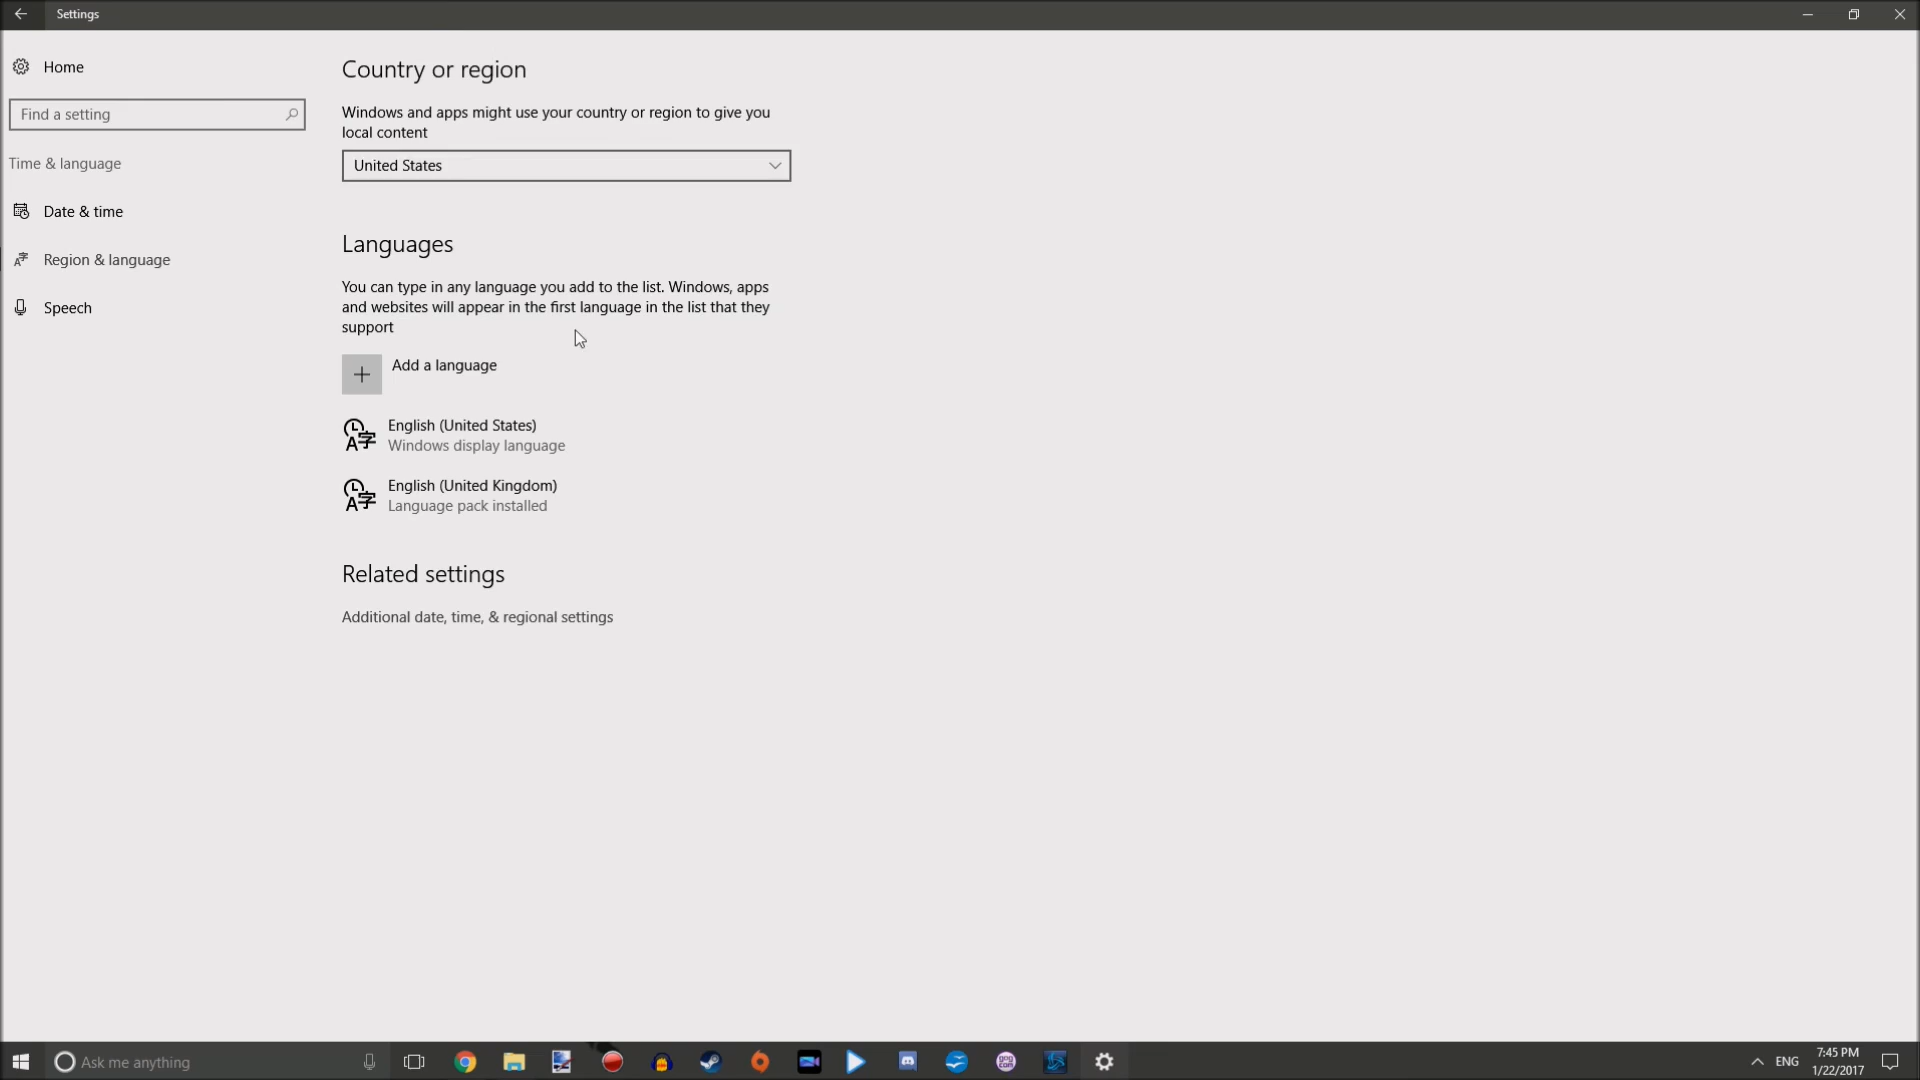 Settings
Home
Find a setting
Time & language
Date & time
Region & language
Speech
Country or region
Windows and apps might use your country or region to give you
local content
United States
Languages
You can type in any language you add to the list. Windows, apps
and websites will appear in the first language in the list that they
support
Add a language
English (United States)
Windows display language
English (United Kingdom)
Language pack installed
Related settings
Additional date, time, & regional settings
Ask me anything
gog
com
ENG
7:45 PM
1/22/2017